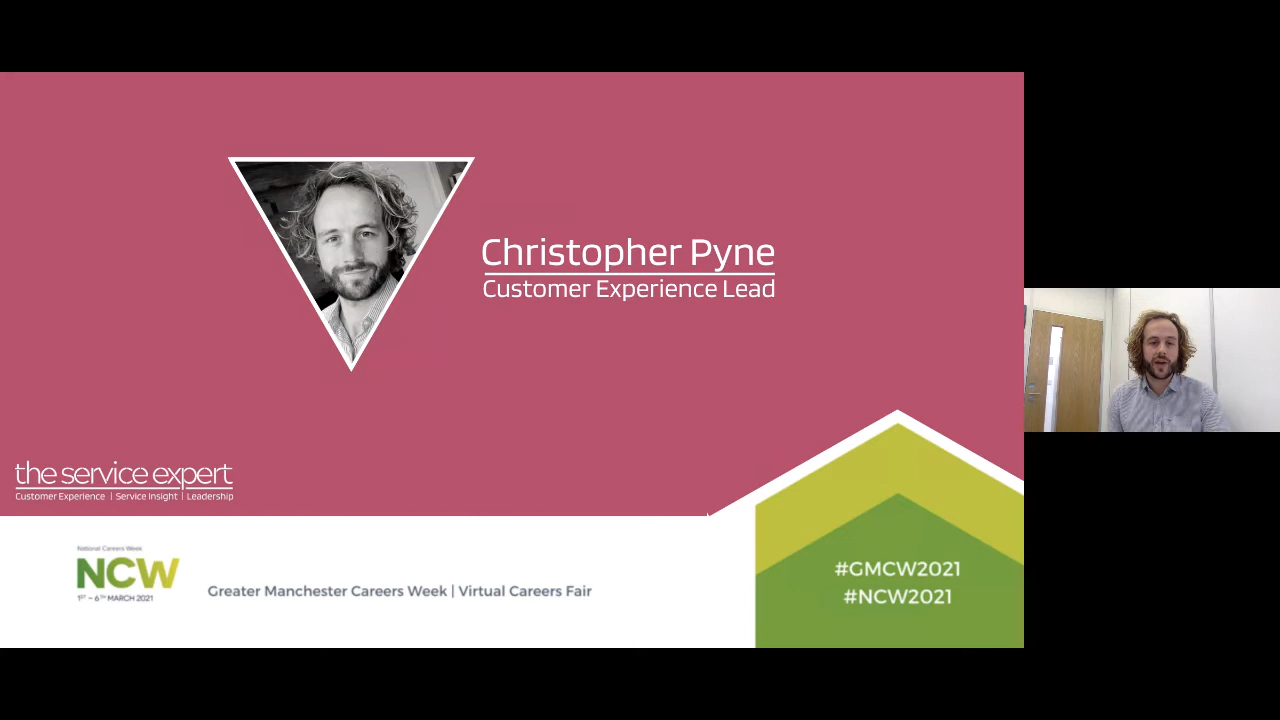 Christopher Pyne
Customer Experience Lead
the service expert
Customer Experience | Service Insight | Leadership
National Careers Week
NCW
1ST – 6TH MARCH 2021
Greater Manchester Careers Week | Virtual Careers Fair
#GMCW2021
#NCW2021